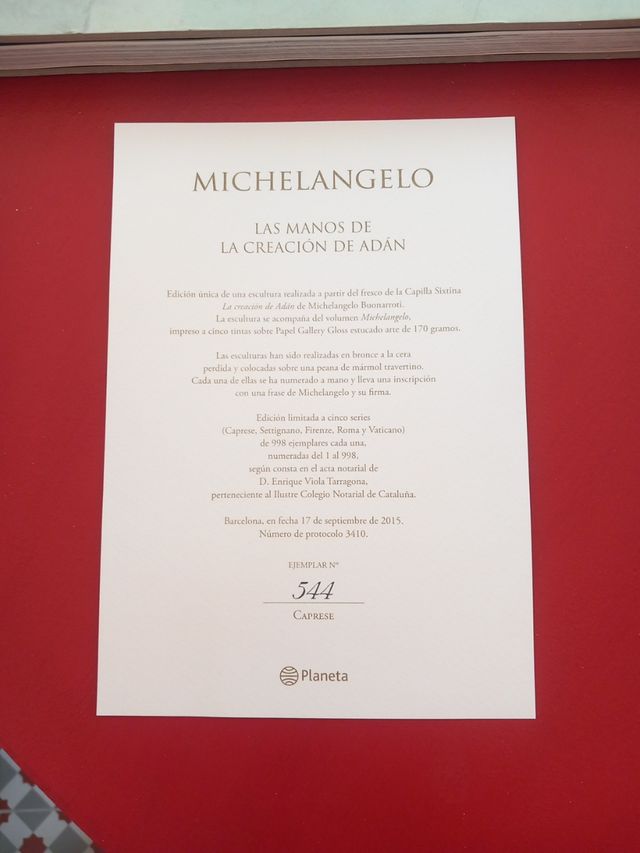 MICHELANGELO
LAS MANOS DE
LA CREACIÓN DE ADÁN
Edición única de una escultura realizada a partir del fresco de la Capilla Sixtina
La creación de Adán de Michelangelo Buonarroti.
La escultura se acompaña del volumen Michelangelo,
impreso a cinco tintas sobre Papel Gallery Gloss estucado arte de 170 gramos.
Las esculturas han sido realizadas en bronce a la cera
perdida y colocadas sobre una peana de mármol travertino.
Cada una de ellas se ha numerado a mano y lleva una inscripción
con una frase de Michelangelo y su firma.
Edición limitada a cinco series
(Caprese, Settignano, Firenze, Roma y Vaticano)
de 998 ejemplares cada una,
numeradas del 1 al 998,
según consta en el acta notarial de
D. Enrique Viola Tarragona,
perteneciente al Ilustre Colegio Notarial de Cataluña.
Barcelona, en fecha 17 de septiembre de 2015.
Número de protocolo 3410.
EJEMPLAR Nº
544
CAPRESE
Planeta